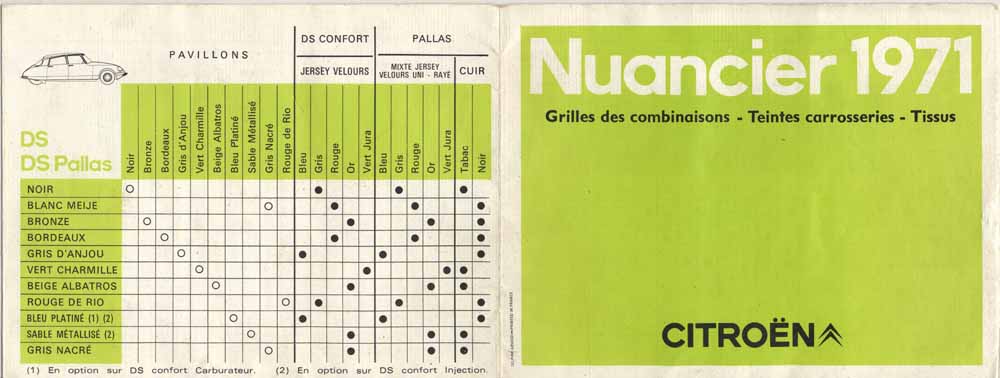 DS CONFORT
PALLAS
PAVILLONS
JERSEY VELOURS
MIXTE JERSEY
VELOURS UNI - RAYÉ
CUIR
DS
DS Pallas
Noir
Bronze
Bordeaux
Gris d'Anjou
Vert Charmille
Beige Albatros
Bleu Platiné
Sable Métallisé
Gris Nacré
Rouge de Rio
Bleu
Gris
Rouge
Or
Vert Jura
Bleu
Gris
Rouge
Or
Vert Jura
Tabac
Noir
NOIR
BLANC MEIJE
BRONZE
BORDEAUX
GRIS D'ANJOU
VERT CHARMILLE
BEIGE ALBATROS
ROUGE DE RIO
BLEU PLATINÉ (1) (2)
SABLE MÉTALLISÉ (2)
GRIS NACRÉ
(1) En option sur DS confort Carburateur. (2) En option sur DS confort Injection.
Nuancier 1971
Grilles des combinaisons - Teintes carrosseries - Tissus
CITROËN